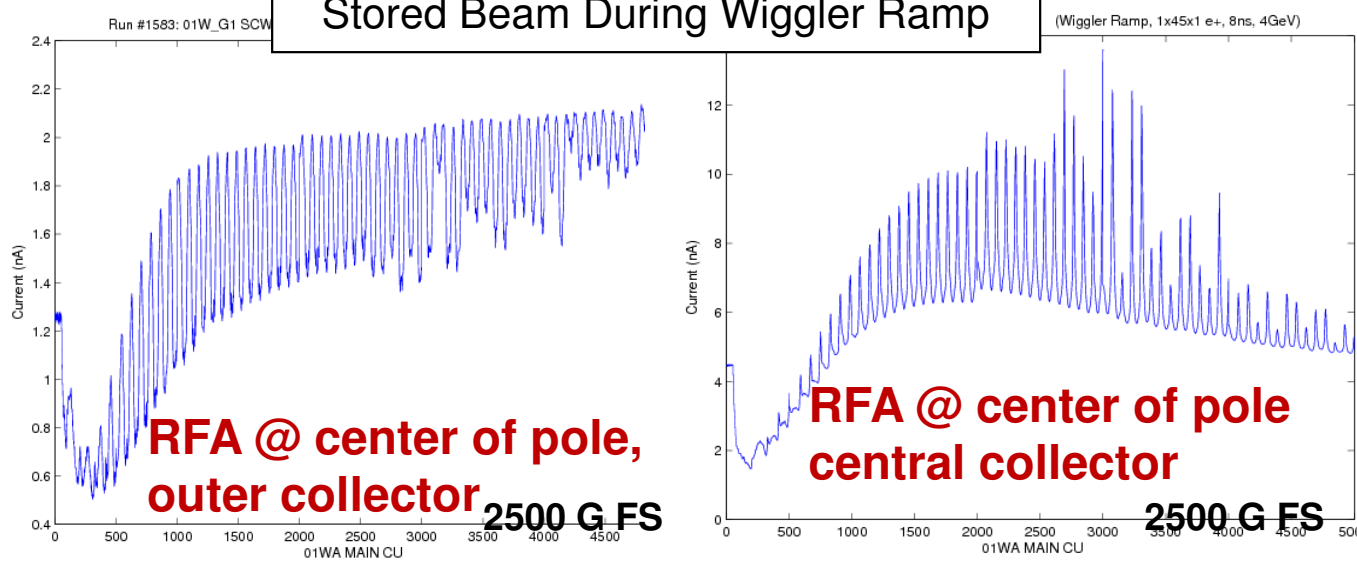 Stored Beam During Wiggler Ramp
Run #1583: 01W_G1 SCW
2.4
2.2
2
1.8
1.6
1.4
1.2
1
0.8
0.6
0.4
Current (nA)
RFA @ center of pole,
outer collector
2500 G FS
0 500 1000 1500 2000 2500 3000 3500 4000 4500
01WA MAIN CU
(Wiggler Ramp, 1x45x1 e+, 8ns, 4GeV)
12
10
8
6
4
2
0
Current (nA)
RFA @ center of pole
central collector
2500 G FS
0 500 1000 1500 2000 2500 3000 3500 4000 4500 500
01WA MAIN CU